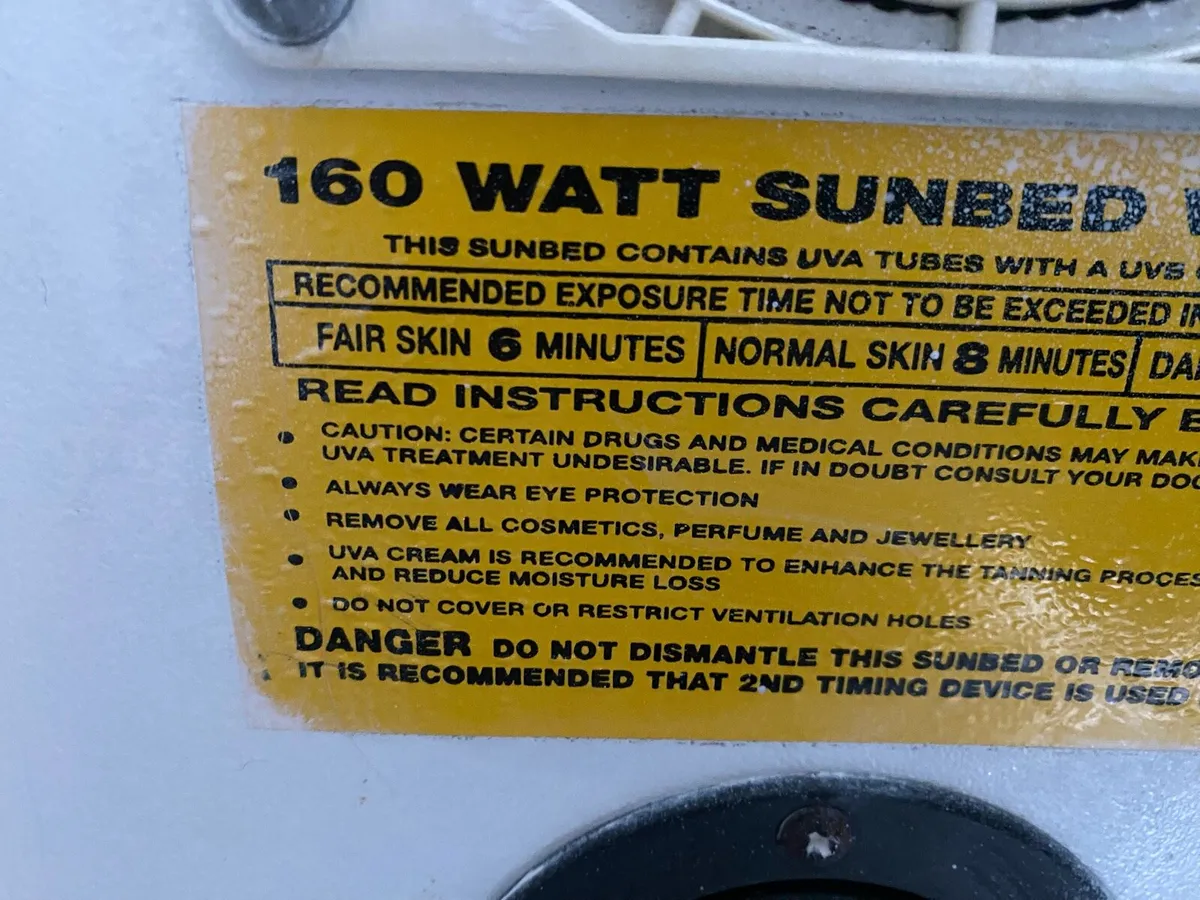 160 WATT SUNBED
THIS SUNBED CONTAINS UVA TUBES WITH A UVB
RECOMMENDED EXPOSURE TIME NOT TO BE EXCEEDED
FAIR SKIN 6 MINUTES NORMAL SKIN 8 MINUTES
READ INSTRUCTIONS CAREFULLY
• CAUTION: CERTAIN DRUGS AND MEDICAL CONDITIONS MAY
UVA TREATMENT UNDESIRABLE. IF IN DOUBT CONSULT YOUR
• ALWAYS WEAR EYE PROTECTION
• REMOVE ALL COSMETICS, PERFUME AND JEWELLERY
• UVA CREAM IS RECOMMENDED TO ENHANCE THE TANNING
AND REDUCE MOISTURE LOSS
• DO NOT COVER OR RESTRICT VENTILATION HOLES
DANGER DO NOT DISMANTLE THIS SUNBED OR
IT IS RECOMMENDED THAT 2ND TIMING DEVICE IS USED